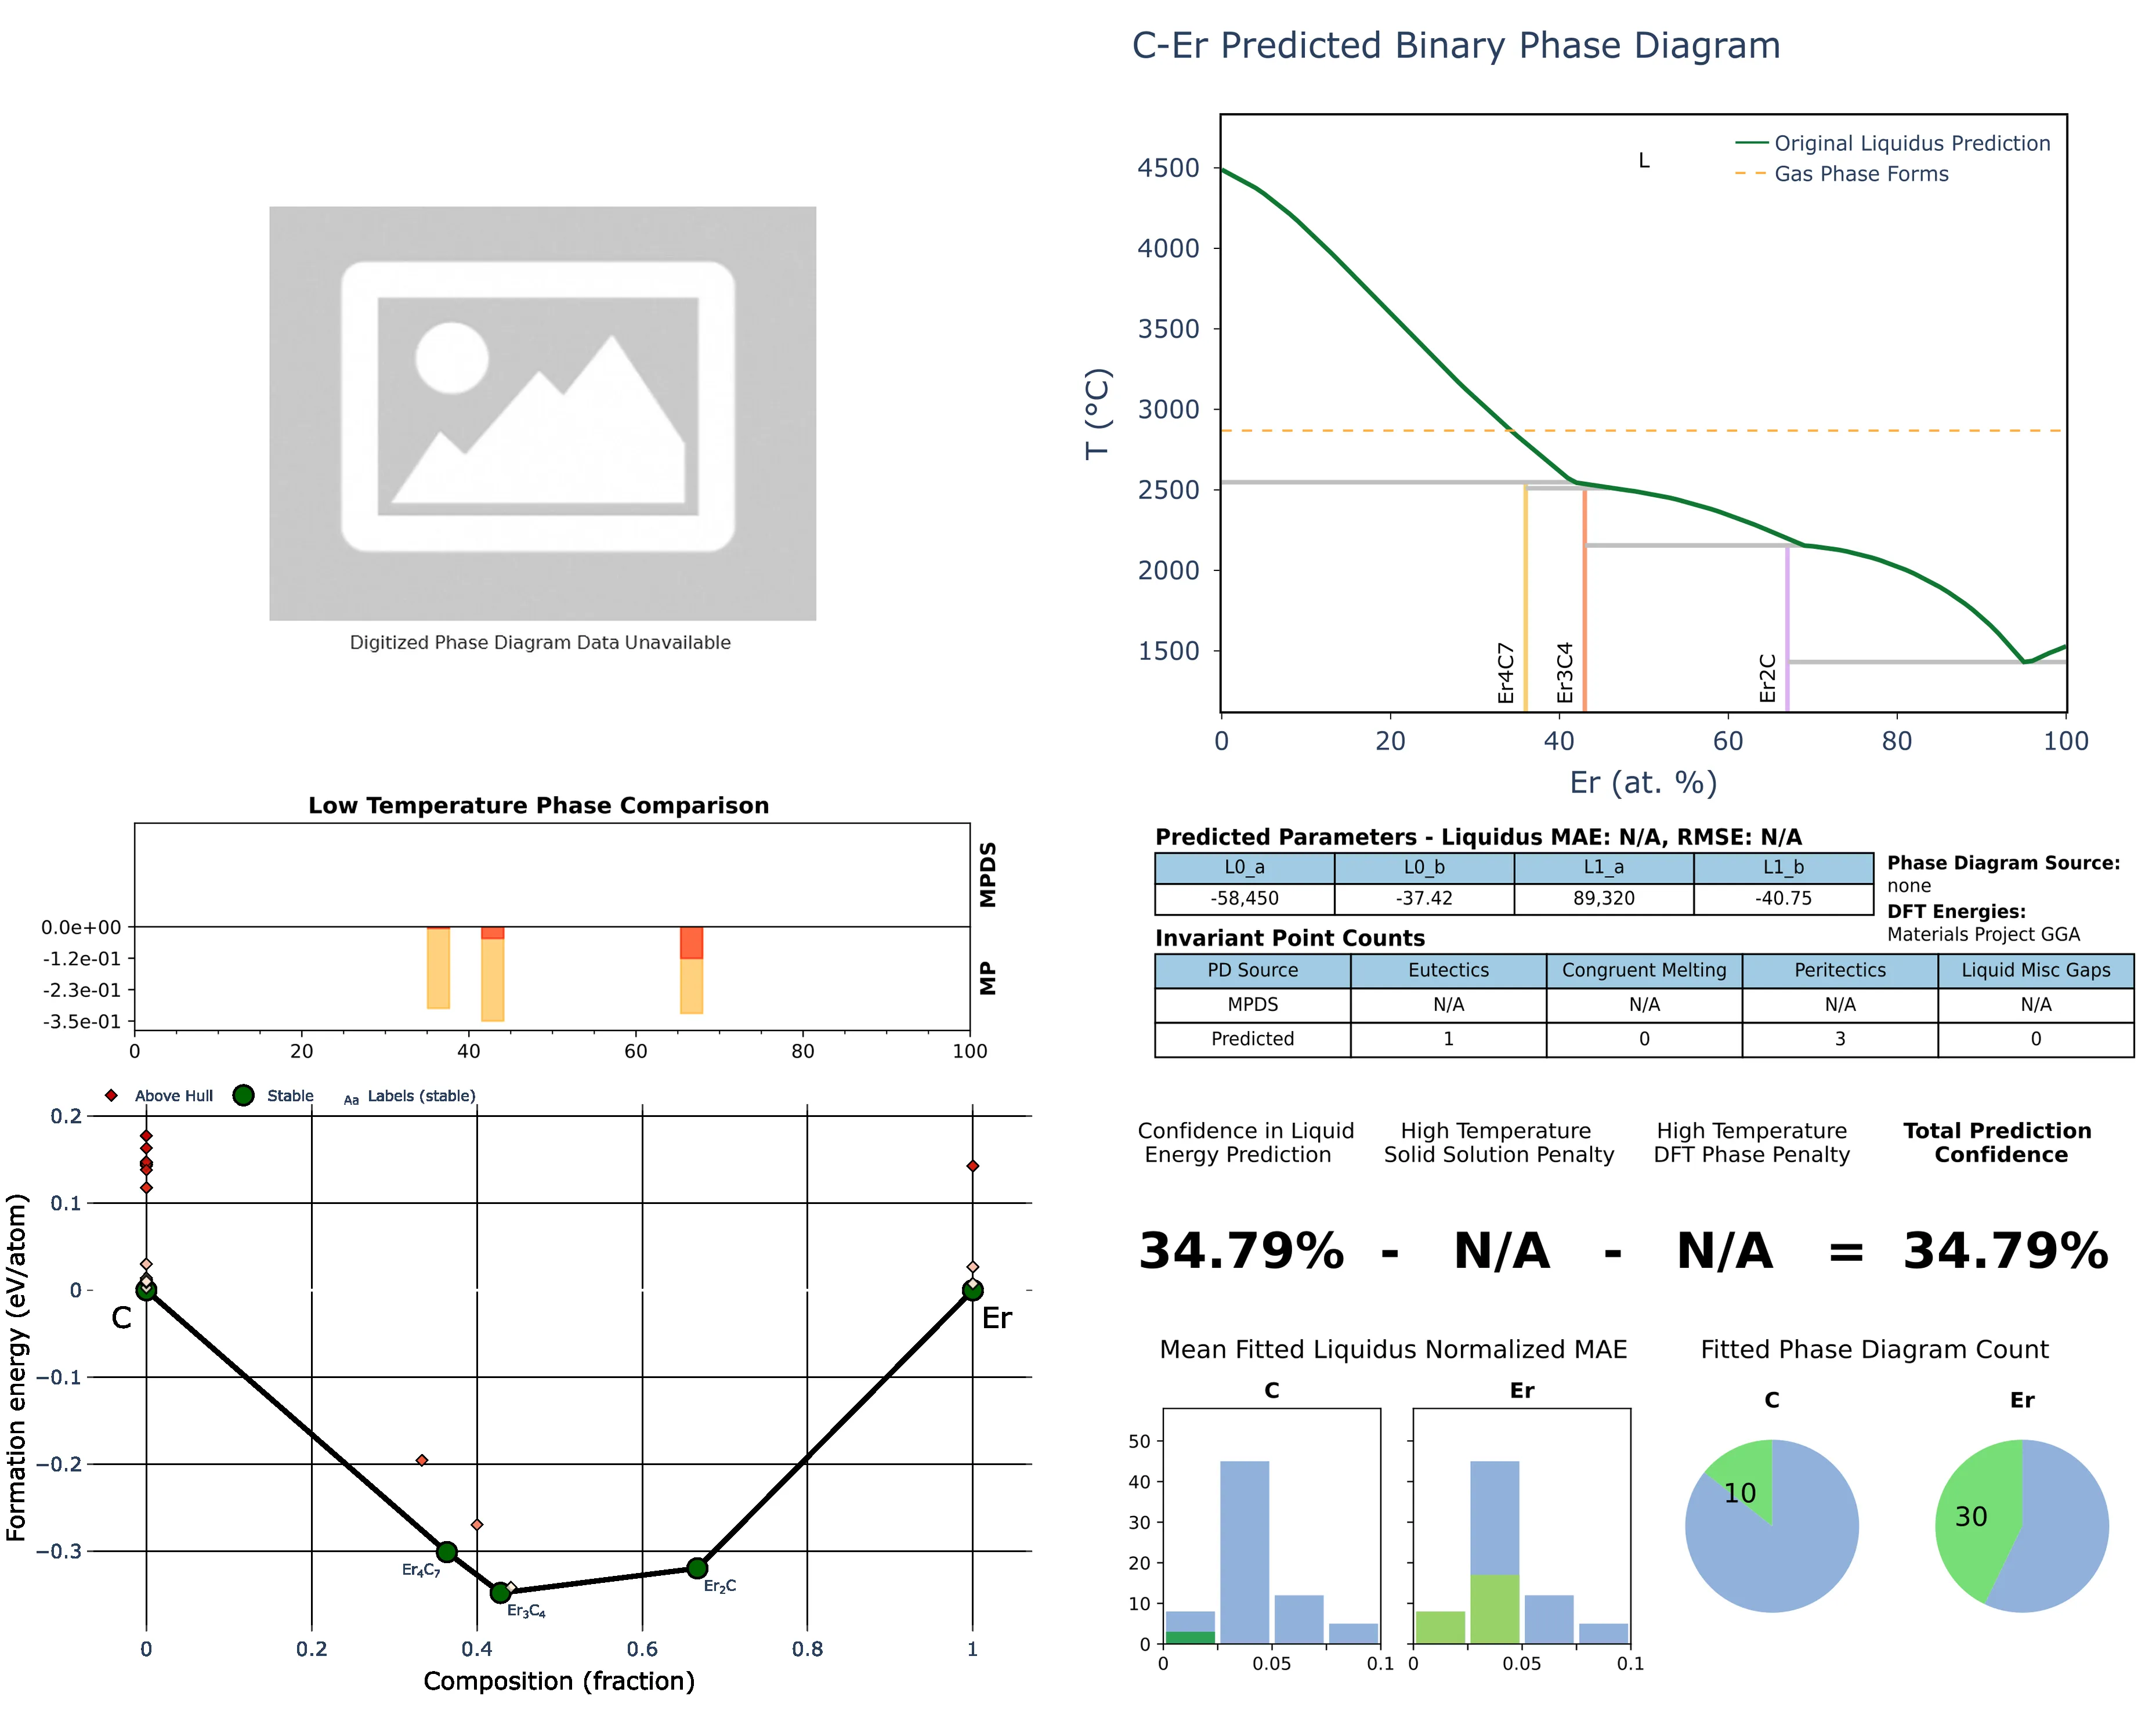 C-Er Predicted Binary Phase Diagram
Digitized Phase Diagram Data Unavailable
Original Liquidus Prediction
Gas Phase Forms
L
T (°C)
4500
4000
3500
3000
2500
2000
1500
Er4C7
Er3C4
Er2C
0 20 40 60 80 100
Er (at. %)
Low Temperature Phase Comparison
MPDS
MP
0.0e+00
-1.2e-01
-2.3e-01
-3.5e-01
0 20 40 60 80 100
Predicted Parameters - Liquidus MAE: N/A, RMSE: N/A
L0_a L0_b L1_a L1_b
-58,450 -37.42 89,320 -40.75
Phase Diagram Source:
none
DFT Energies:
Materials Project GGA
Invariant Point Counts
PD Source Eutectics Congruent Melting Peritectics Liquid Misc Gaps
MPDS N/A N/A N/A N/A
Predicted 1 0 3 0
Above Hull Stable Aa Labels (stable)
Formation energy (eV/atom)
0.2
0.1
0
−0.1
−0.2
−0.3
C
Er
Er₄C₇
Er₃C₄
Er₂C
0 0.2 0.4 0.6 0.8 1
Composition (fraction)
Confidence in Liquid
Energy Prediction
High Temperature
Solid Solution Penalty
High Temperature
DFT Phase Penalty
Total Prediction
Confidence
34.79% - N/A - N/A = 34.79%
Mean Fitted Liquidus Normalized MAE
C
Er
50
40
30
20
10
0
0 0.05 0.1
0 0.05 0.1
Fitted Phase Diagram Count
C
Er
10
30